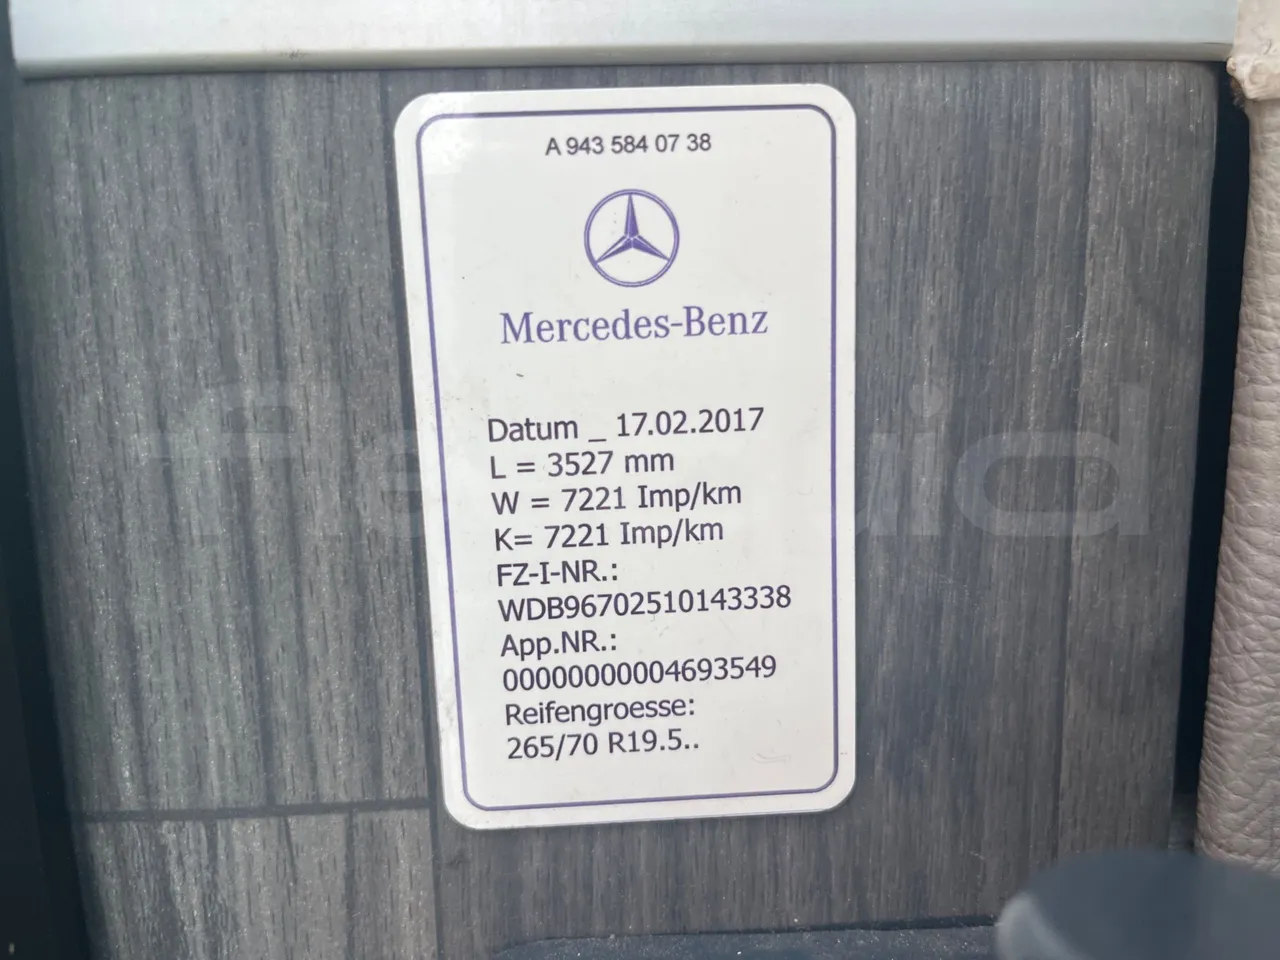 A 943 584 07 38
Mercedes-Benz
Datum _ 17.02.2017
L = 3527 mm
W = 7221 Imp/km
K= 7221 Imp/km
FZ-I-NR.:
WDB96702510143338
App.NR.:
00000000004693549
Reifengroesse:
265/70 R19.5..